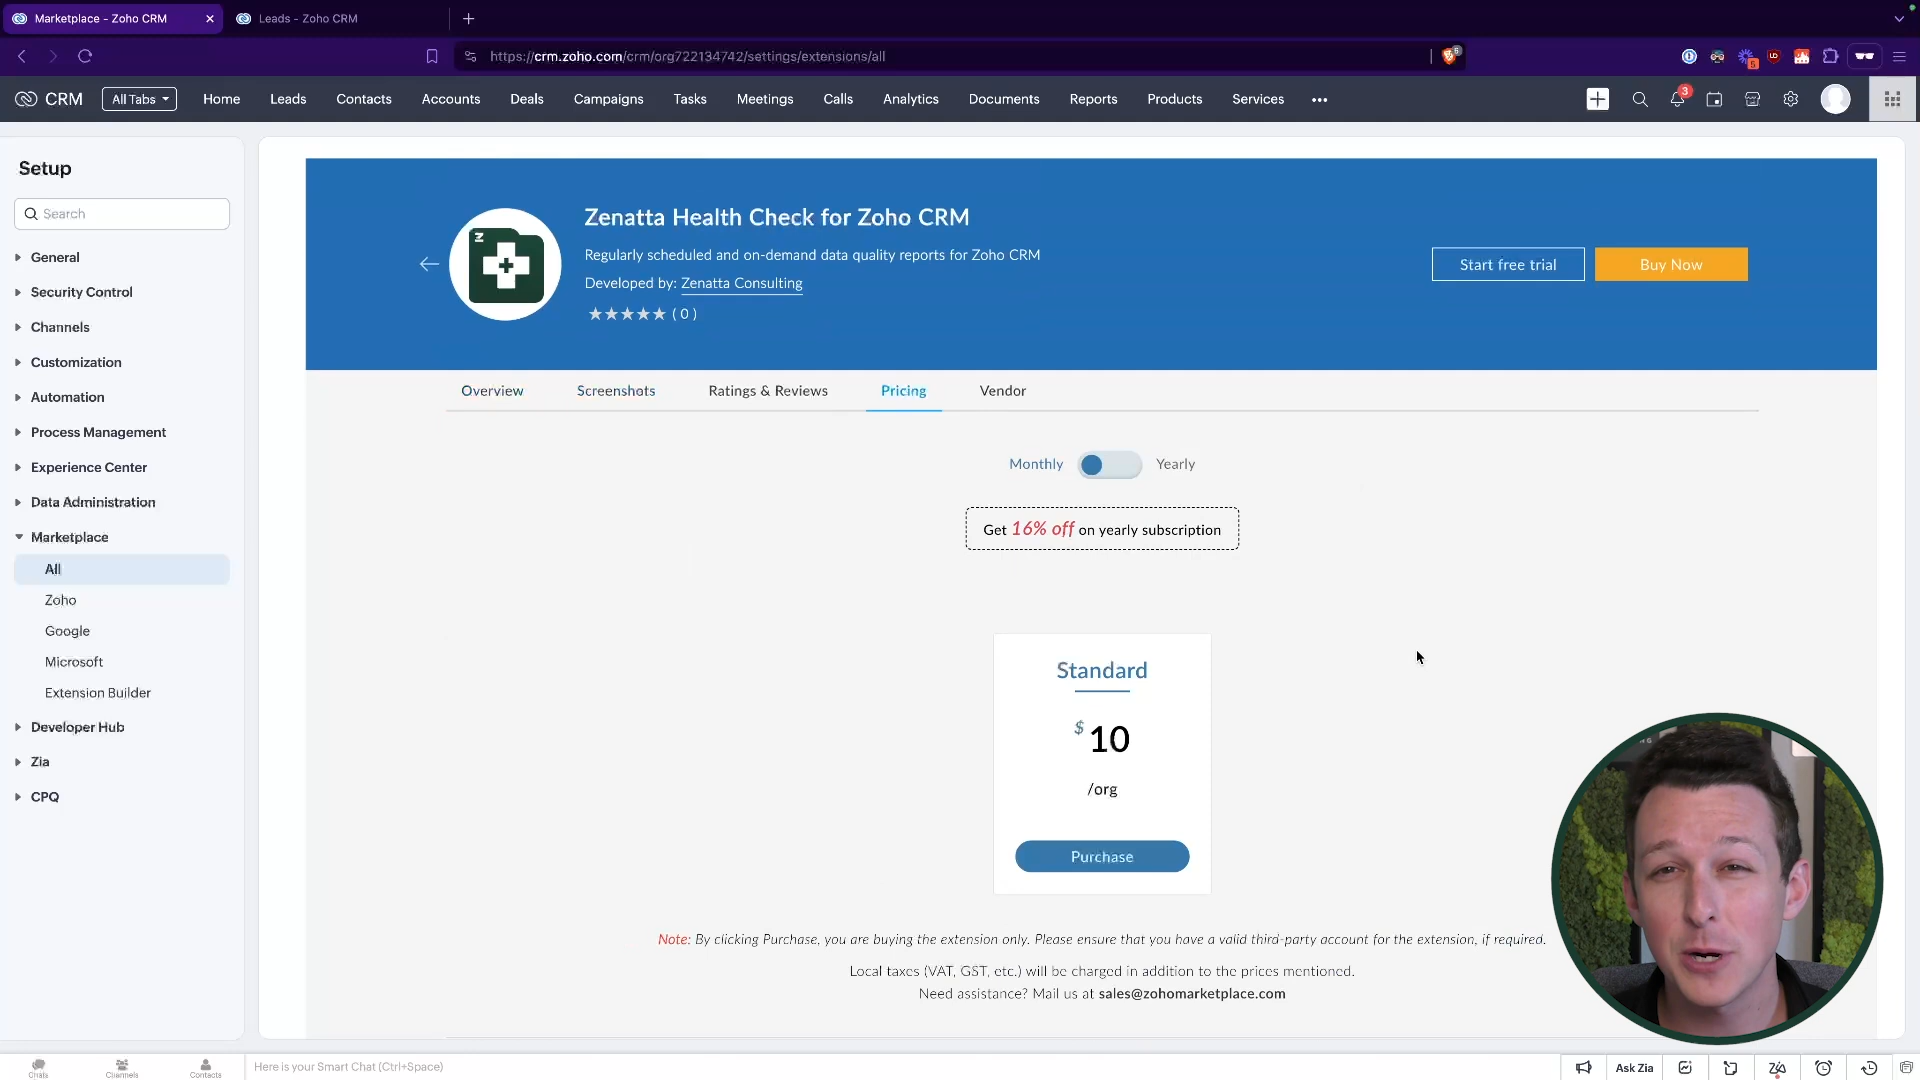 Marketplace - Zoho CRM
Leads - Zoho CRM
https://crm.zoho.com/crm/org722134742/settings/extensions/all
6
5
CRM
All Tabs
Home
Leads
Contacts
Accounts
Deals
Campaigns
Tasks
Meetings
Calls
Analytics
Documents
Reports
Products
Services
3
Setup
Search
General
Security Control
Channels
Customization
Automation
Process Management
Experience Center
Data Administration
Marketplace
All
Zoho
Google
Microsoft
Extension Builder
Developer Hub
Zia
CPQ
Z
Zenatta Health Check for Zoho CRM
Regularly scheduled and on-demand data quality reports for Zoho CRM
Developed by: Zenatta Consulting
( 0 )
Start free trial
Buy Now
Overview
Screenshots
Ratings & Reviews
Pricing
Vendor
Monthly
Yearly
Get 16% off on yearly subscription
Standard
$ 10
/org
Purchase
Note: By clicking Purchase, you are buying the extension only. Please ensure that you have a valid third-party account for the extension, if required.
Local taxes (VAT, GST, etc.) will be charged in addition to the prices mentioned.
Need assistance? Mail us at sales@zohomarketplace.com
Chats
Channels
Contacts
Here is your Smart Chat (Ctrl+Space)
Ask Zia